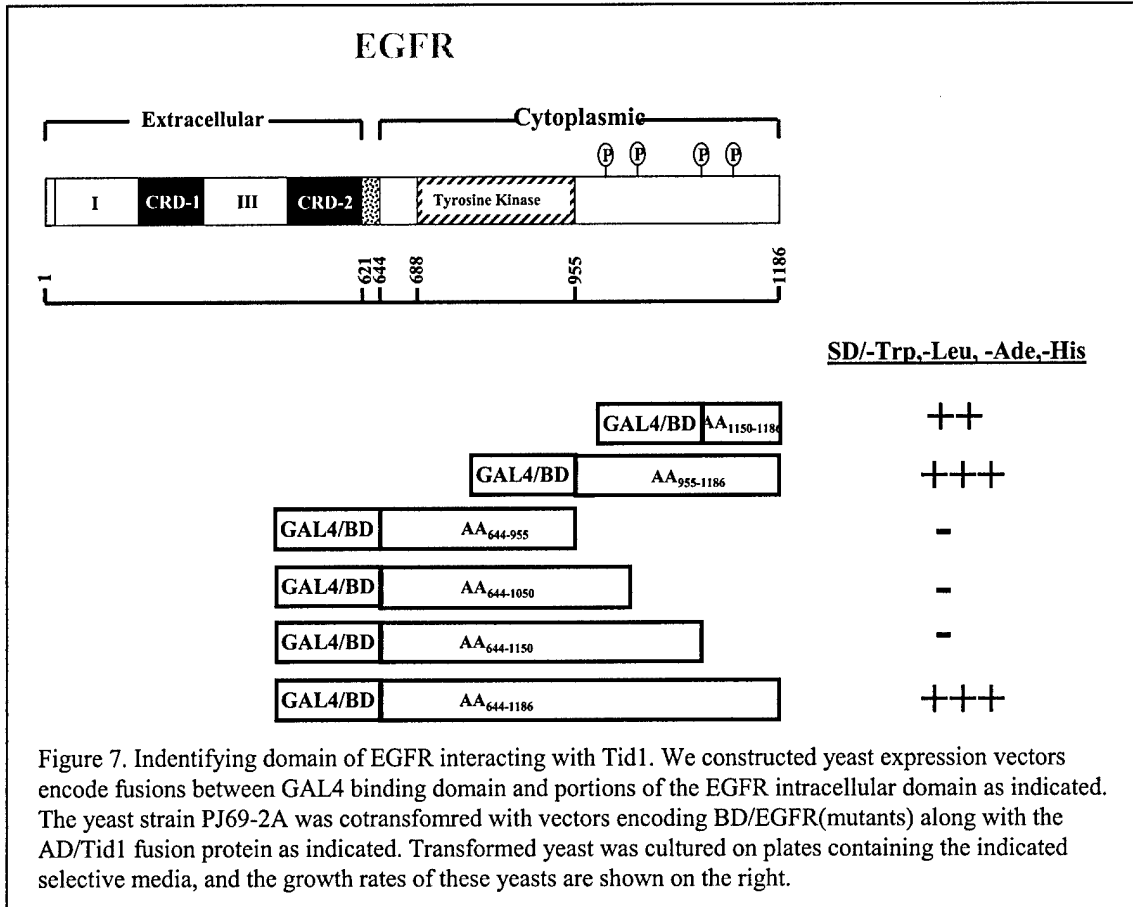 EGFR
Extracellular
Cytoplasmic
P P P P
I CRD-1 III CRD-2 Tyrosine Kinase
1 621 644 688 955 1186
SD/-Trp,-Leu, -Ade,-His
GAL4/BD AA1150-1186 ++
GAL4/BD AA955-1186 +++
GAL4/BD AA644-955 -
GAL4/BD AA644-1050 -
GAL4/BD AA644-1150 -
GAL4/BD AA644-1186 +++
Figure 7. Indentifying domain of EGFR interacting with Tid1. We constructed yeast expression vectors
encode fusions between GAL4 binding domain and portions of the EGFR intracellular domain as indicated.
The yeast strain PJ69-2A was cotransfomred with vectors encoding BD/EGFR(mutants) along with the
AD/Tid1 fusion protein as indicated. Transformed yeast was cultured on plates containing the indicated
selective media, and the growth rates of these yeasts are shown on the right.